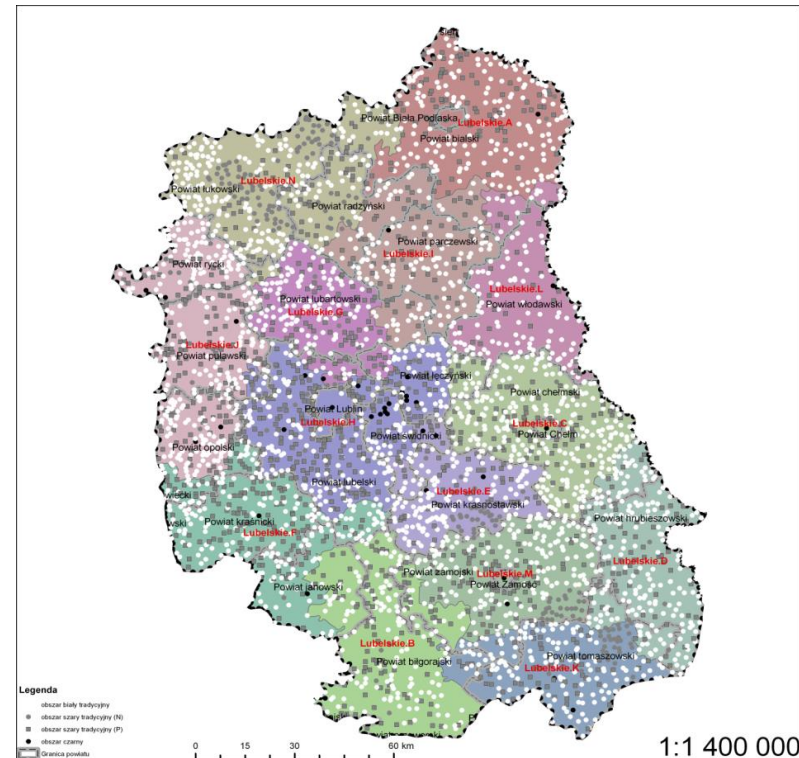 Powiat Biała Podlaska
Lubelskie.A
Powiat bialski
Lubelskie.N
Powiat łukowski
Powiat radzyński
Powiat parczewski
Lubelskie.I
Powiat rycki
Powiat lubartowski
Lubelskie.G
Lubelskie.L
Powiat włodawski
Lubelskie.J
Powiat puławski
Powiat łęczyński
Powiat chełmski
Powiat Lublin
Lubelskie.H
Powiat świdnicki
Lubelskie.C
Powiat Chełm
Powiat opolski
Powiat lubelski
Lubelskie.E
Powiat krasnostawski
Powiat kraśnicki
Lubelskie.F
Powiat hrubieszowski
Lubelskie.D
Powiat zamojski
Lubelskie.M
Powiat Zamość
Powiat janowski
Lubelskie.B
Powiat biłgorajski
Powiat tomaszowski
Lubelskie.K
Legenda
obszar biały tradycyjny
obszar szary tradycyjny (N)
obszar szary tradycyjny (P)
obszar czarny
Granica powiatu
0 15 30 60 km
1:1 400 000